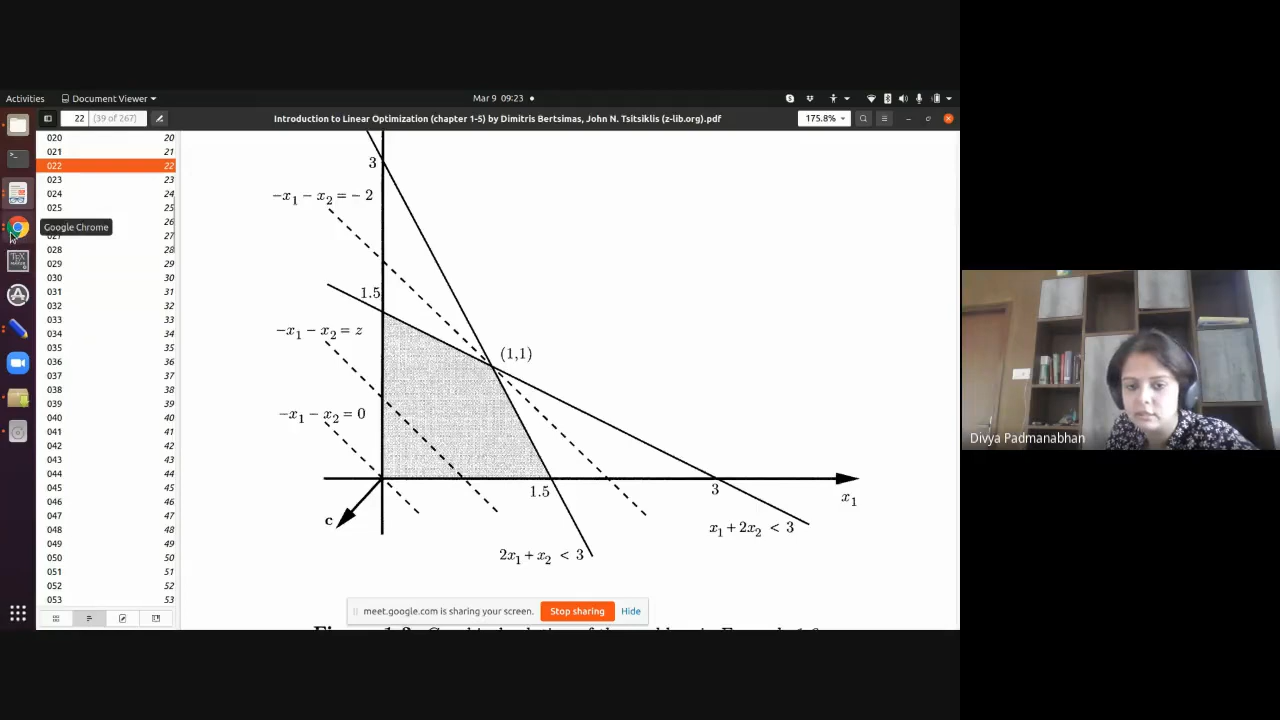 Activities
Document Viewer
Mar 9 09:23
22
(39 of 267)
Introduction to Linear Optimization (chapter 1-5) by Dimitris Bertsimas, John N. Tsitsiklis (z-lib.org).pdf
175.8%
020 20
021 21
022 22
023 23
024 24
025 25
26
027 27
Google Chrome
028 28
029 29
030 30
031 31
032 32
033 33
034 34
035 35
036 36
037 37
038 38
039 39
040 40
041 41
042 42
043 43
044 44
045 45
046 46
047 47
048 48
049 49
050 50
051 51
052 52
053 53
3
−x₁ − x₂ = − 2
1.5
−x₁ − x₂ = z
(1,1)
−x₁ − x₂ = 0
1.5
3
x₁
c
x₁ + 2x₂ < 3
2x₁ + x₂ < 3
meet.google.com is sharing your screen.
Stop sharing
Hide
Divya Padmanabhan